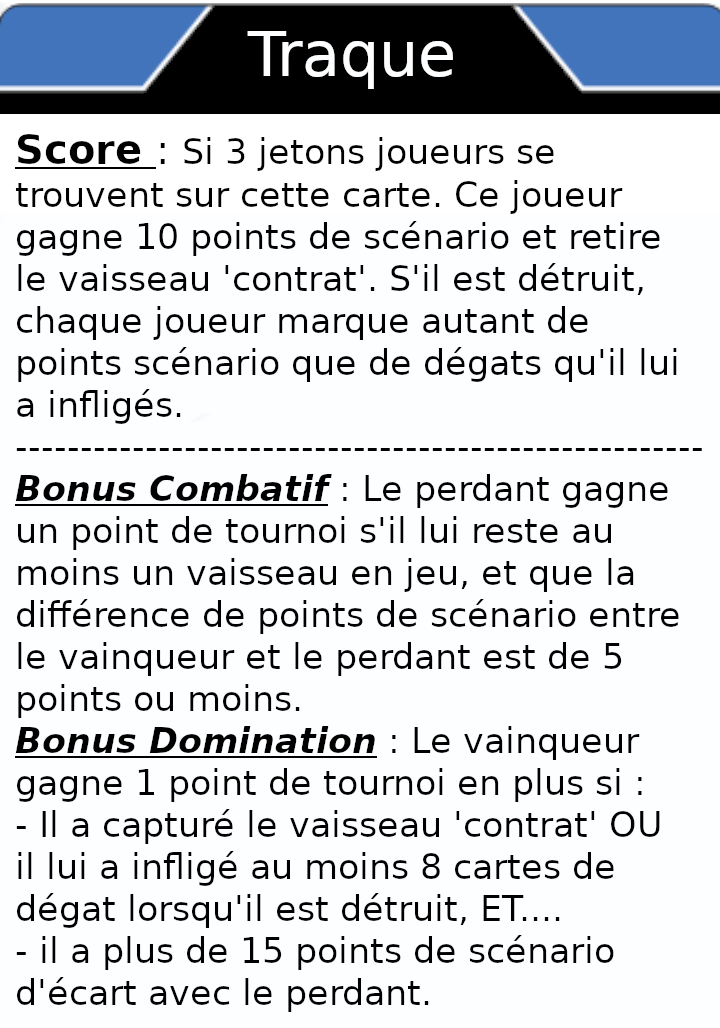 Traque
Score : Si 3 jetons joueurs se
trouvent sur cette carte. Ce joueur
gagne 10 points de scénario et retire
le vaisseau 'contrat'. S'il est détruit,
chaque joueur marque autant de
points scénario que de dégats qu'il lui
a infligés.
-----------------------------------------------------
Bonus Combatif : Le perdant gagne
un point de tournoi s'il lui reste au
moins un vaisseau en jeu, et que la
différence de points de scénario entre
le vainqueur et le perdant est de 5
points ou moins.
Bonus Domination : Le vainqueur
gagne 1 point de tournoi en plus si :
- Il a capturé le vaisseau 'contrat' OU
il lui a infligé au moins 8 cartes de
dégat lorsqu'il est détruit, ET....
- il a plus de 15 points de scénario
d'écart avec le perdant.